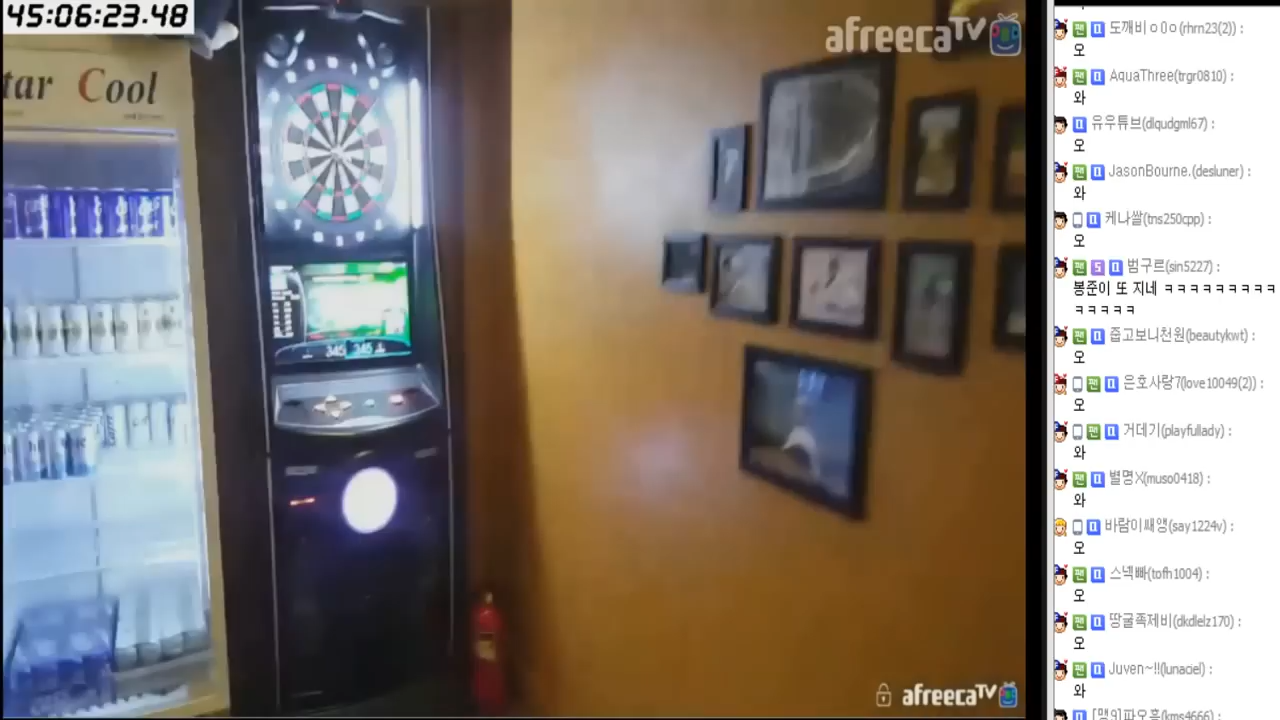 45:06:23.48
afreecaTV
tar Cool
345 345
afreecaTV
도깨비ㅇ0ㅇ(rhrn23(2)) :
오
AquaThree(trgr0810) :
와
유우튜브(dlqudgml67) :
오
JasonBourne.(desluner) :
와
케나쌀(tns250cpp) :
오
팬 S 범구르(sin5227) :
봉준이 또 지네 ㅋㅋㅋㅋㅋㅋㅋㅋㅋ
ㅋㅋㅋㅋㅋ
줍고보니천원(beautykwt) :
오
은호사랑7(love10049(2)) :
오
거데기(playfullady) :
와
별명X(muso0418) :
와
바람이쌔앵(say1224v) :
오
스넥빠(tofh1004) :
오
땅굴족제비(dkdlelz170) :
오
Juven~!!(lunaciel) :
와
(kms4666) :